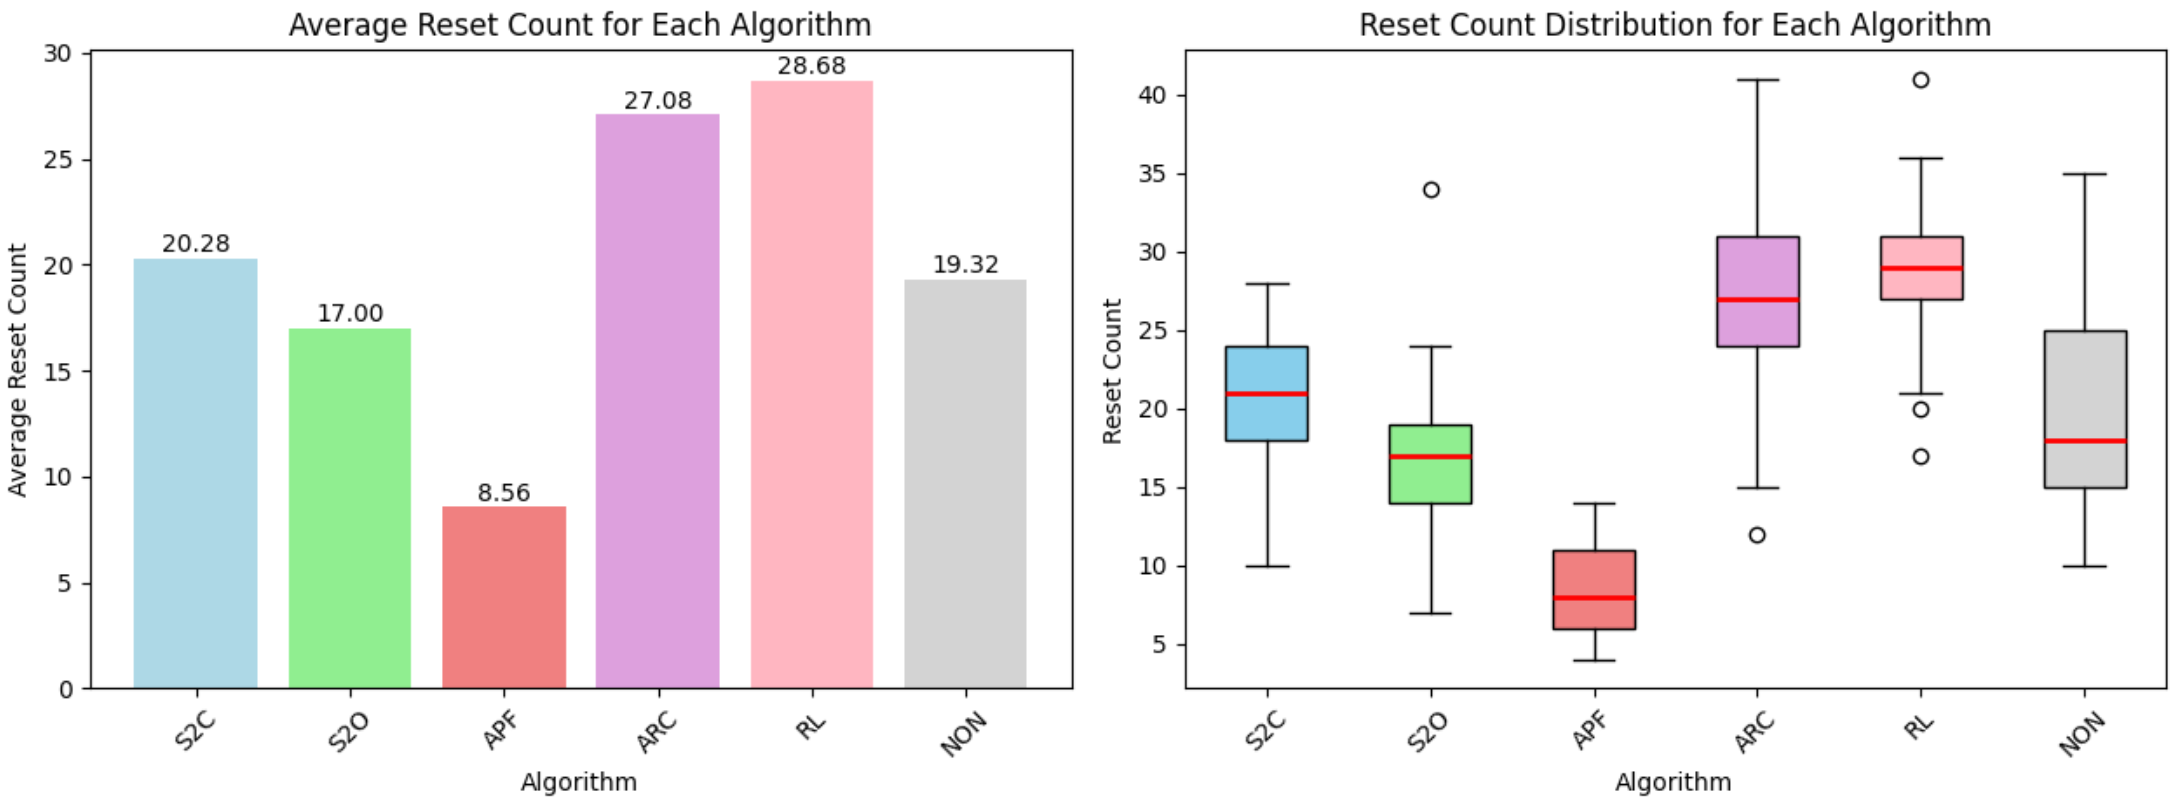 Average Reset Count for Each Algorithm
Average Reset Count
30
25
20
15
10
5
0
20.28
17.00
8.56
27.08
28.68
19.32
S2C
S2O
APF
ARC
RL
NON
Algorithm
Reset Count Distribution for Each Algorithm
Reset Count
40
35
30
25
20
15
10
5
S2C
S2O
APF
ARC
RL
NON
Algorithm